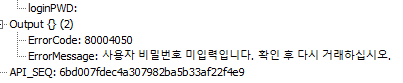 loginPWD:
Output {} (2)
ErrorCode: 80004050
ErrorMessage: 사용자 비밀번호 미입력입니다. 확인 후 다시 거래하십시오.
API_SEQ: 6bd007fdec4a307982ba5b33af22f4e9